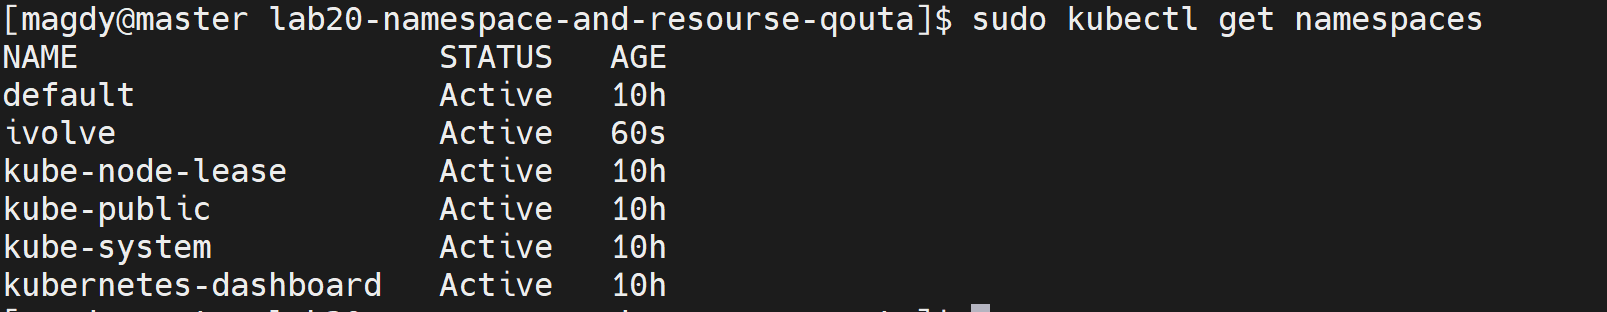 [magdy@master lab20-namespace-and-resourse-qouta]$ sudo kubectl get namespaces
NAME                   STATUS   AGE
default                Active   10h
ivolve                 Active   60s
kube-node-lease        Active   10h
kube-public            Active   10h
kube-system            Active   10h
kubernetes-dashboard   Active   10h